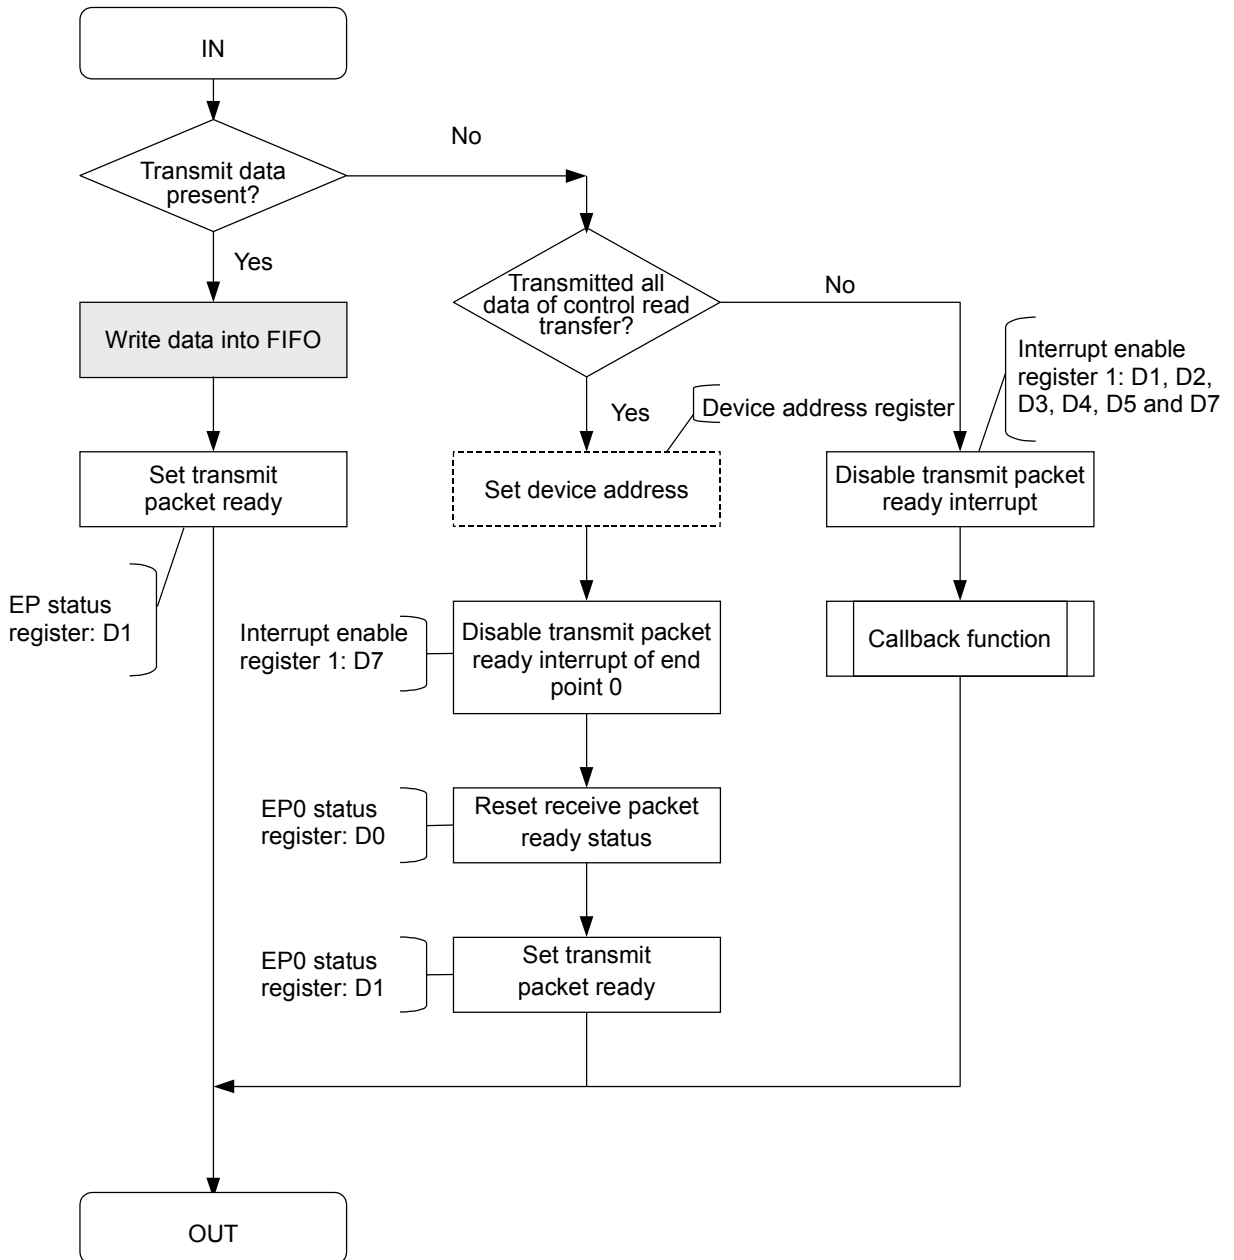 IN
No
Transmit data
present?
Yes
Transmitted all
data of control read
transfer?
No
Write data into FIFO
Interrupt enable
register 1: D1, D2,
D3, D4, D5 and D7
Yes
Device address register
Set transmit
packet ready
Set device address
Disable transmit packet
ready interrupt
EP status
register: D1
Interrupt enable
register 1: D7
Disable transmit packet
ready interrupt of end
point 0
Callback function
EP0 status
register: D0
Reset receive packet
ready status
EP0 status
register: D1
Set transmit
packet ready
OUT